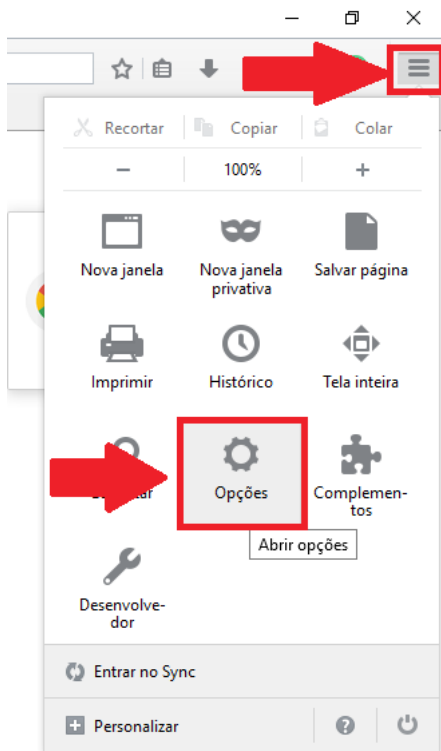 Recortar Copiar Colar
− 100% +
Nova janela Nova janela privativa Salvar página
Imprimir Histórico Tela inteira
Opções Complemen-
tos
Abrir opções
Desenvolve-
dor
Entrar no Sync
Personalizar